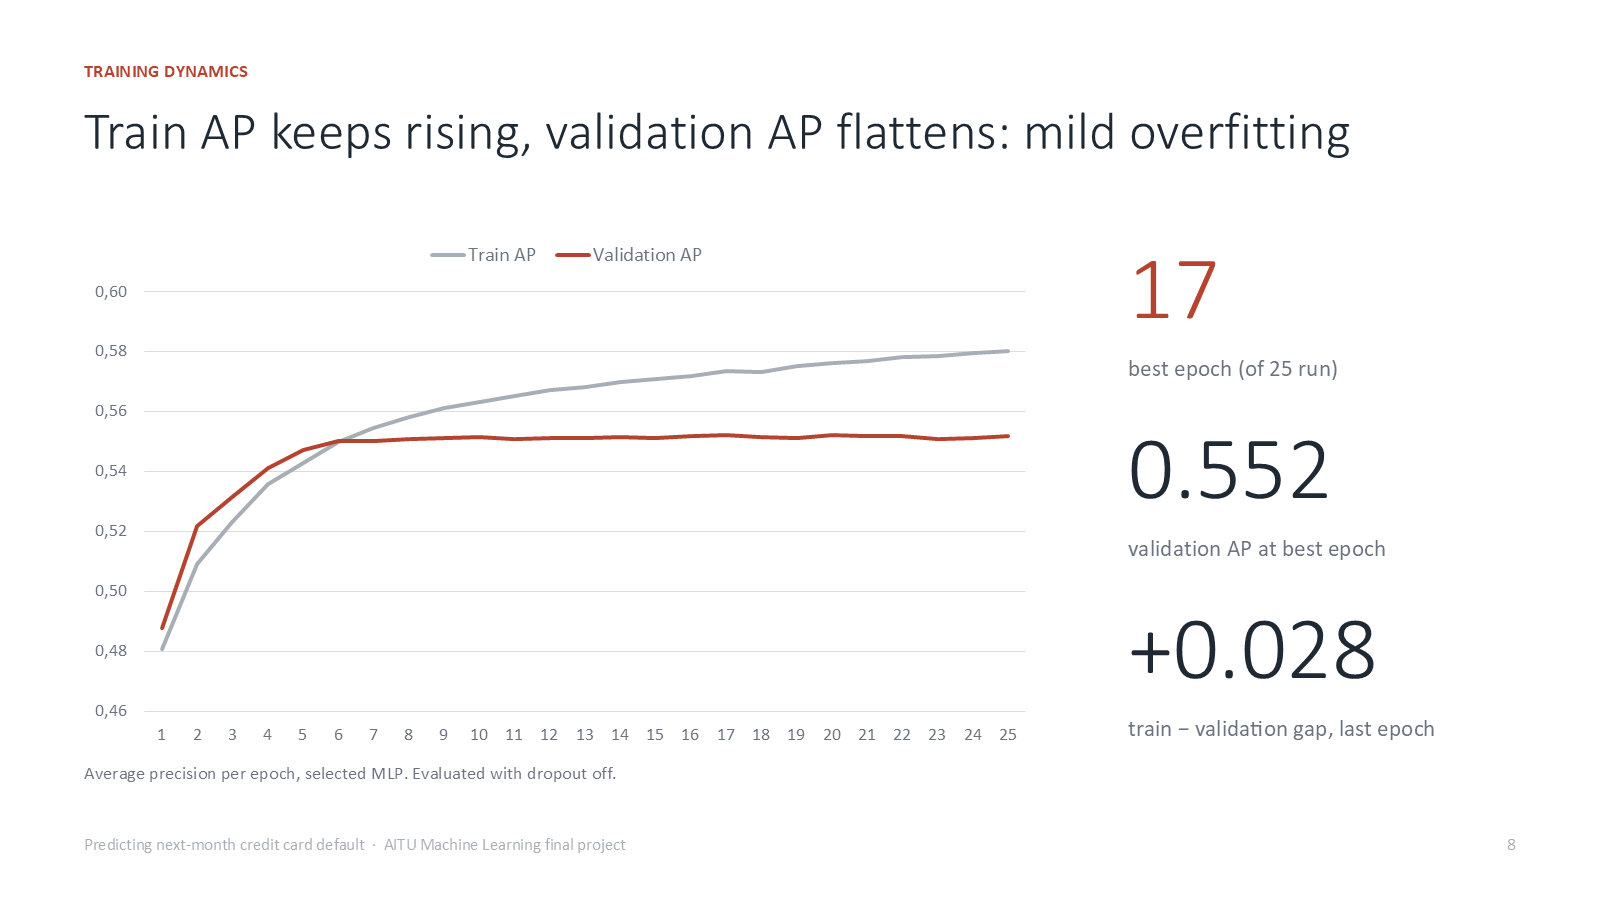 TRAINING DYNAMICS
Train AP keeps rising, validation AP flattens: mild overfitting
Train AP
Validation AP
0,60
0,58
0,56
0,54
0,52
0,50
0,48
0,46
1 2 3 4 5 6 7 8 9 10 11 12 13 14 15 16 17 18 19 20 21 22 23 24 25
Average precision per epoch, selected MLP. Evaluated with dropout off.
17
best epoch (of 25 run)
0.552
validation AP at best epoch
+0.028
train − validation gap, last epoch
Predicting next-month credit card default · AITU Machine Learning final project
8